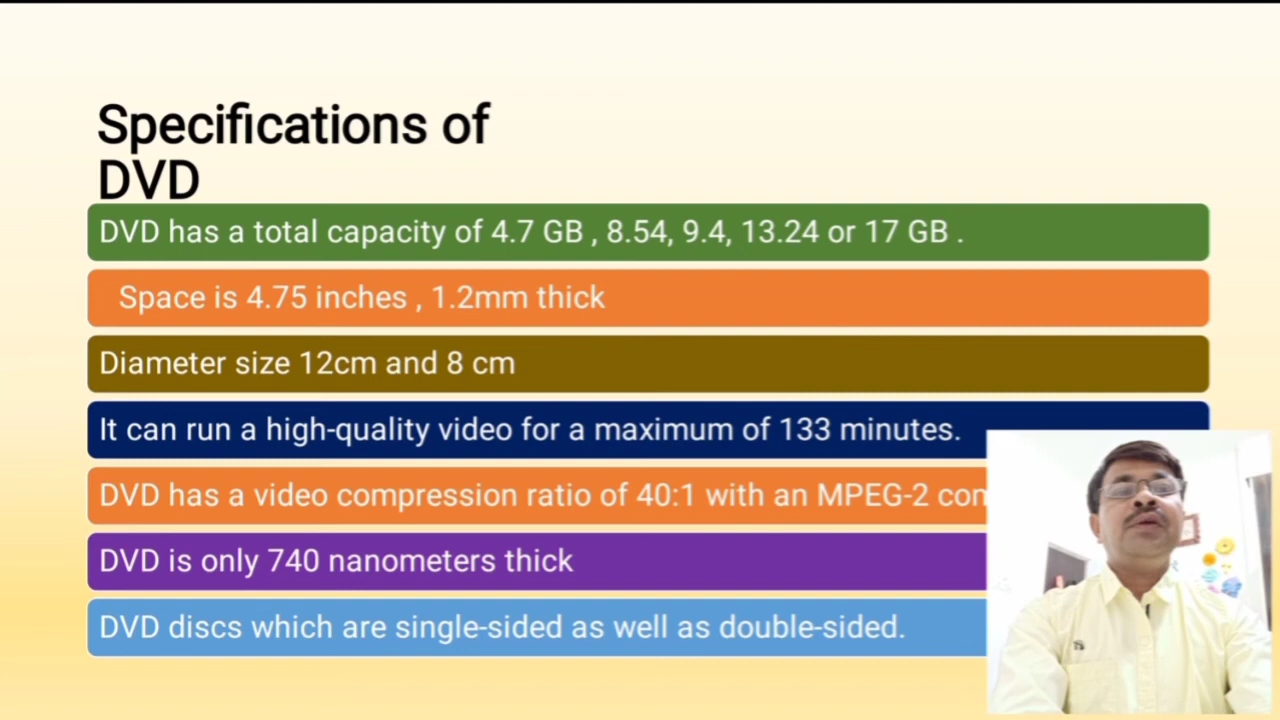 Specifications of
DVD
DVD has a total capacity of 4.7 GB , 8.54, 9.4, 13.24 or 17 GB .
Space is 4.75 inches , 1.2mm thick
Diameter size 12cm and 8 cm
It can run a high-quality video for a maximum of 133 minutes.
DVD has a video compression ratio of 40:1 with an MPEG-2
DVD is only 740 nanometers thick
DVD discs which are single-sided as well as double-sided.